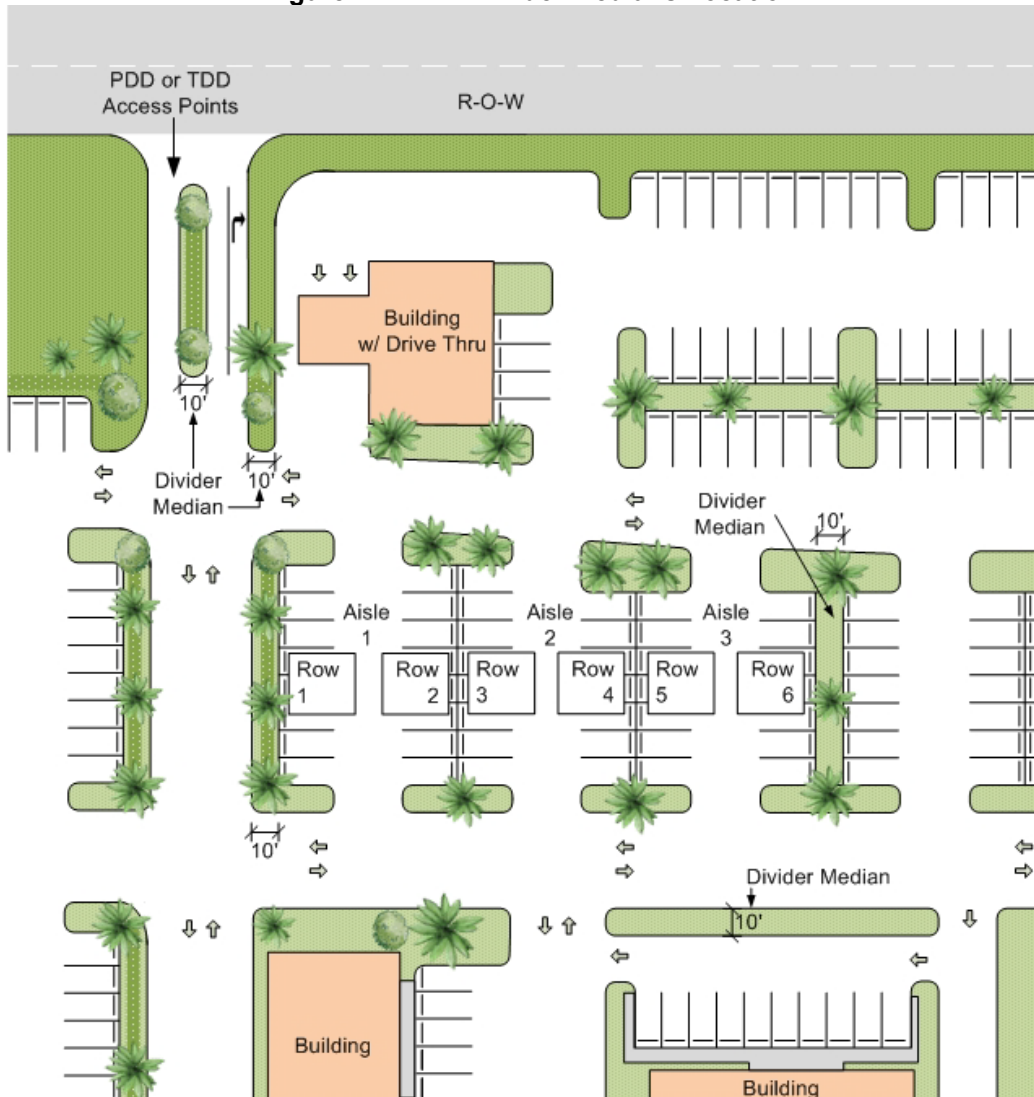 PDD or TDD
Access Points
R-O-W
Building
w/ Drive Thru
10'
10'
Divider
Median
Divider
Median
10'
Aisle
1
Aisle
2
Aisle
3
Row
1
Row
2
Row
3
Row
4
Row
5
Row
6
10'
Divider Median
10'
Building
Building